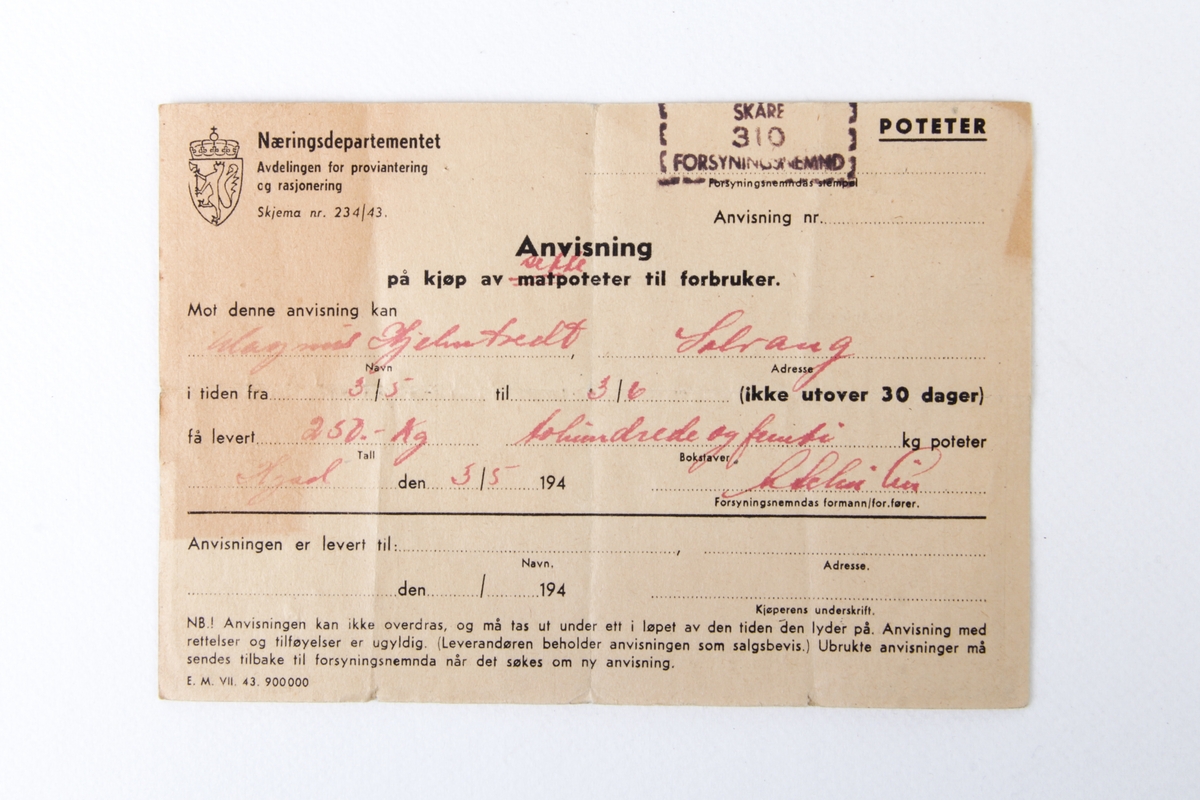 SKÅRE
310
FORSYNINGSNEMND
Forsyningsnemndas stempel
POTETER
Næringsdepartementet
Avdelingen for proviantering
og rasjonering
Skjema nr. 234/43.
Anvisning nr.
Anvisning
sette
på kjøp av matpoteter til forbruker.
Mot denne anvisning kan
Magnus Hjelmtvedt, Solvang
Navn Adresse
i tiden fra 3/5 til 3/6 (ikke utover 30 dager)
få levert 250.- Kg tohundrede og femti kg poteter
Tall Bokstaver.
den 3/5 194
Forsyningsnemndas formann/for.fører.
Anvisningen er levert til: ,
Navn. Adresse.
den / 194
Kjøperens underskrift.
NB.! Anvisningen kan ikke overdras, og må tas ut under ett i løpet av den tiden den lyder på. Anvisning med
rettelser og tilføyelser er ugyldig. (Leverandøren beholder anvisningen som salgsbevis.) Ubrukte anvisninger må
sendes tilbake til forsyningsnemnda når det søkes om ny anvisning.
E. M. VII. 43. 900000